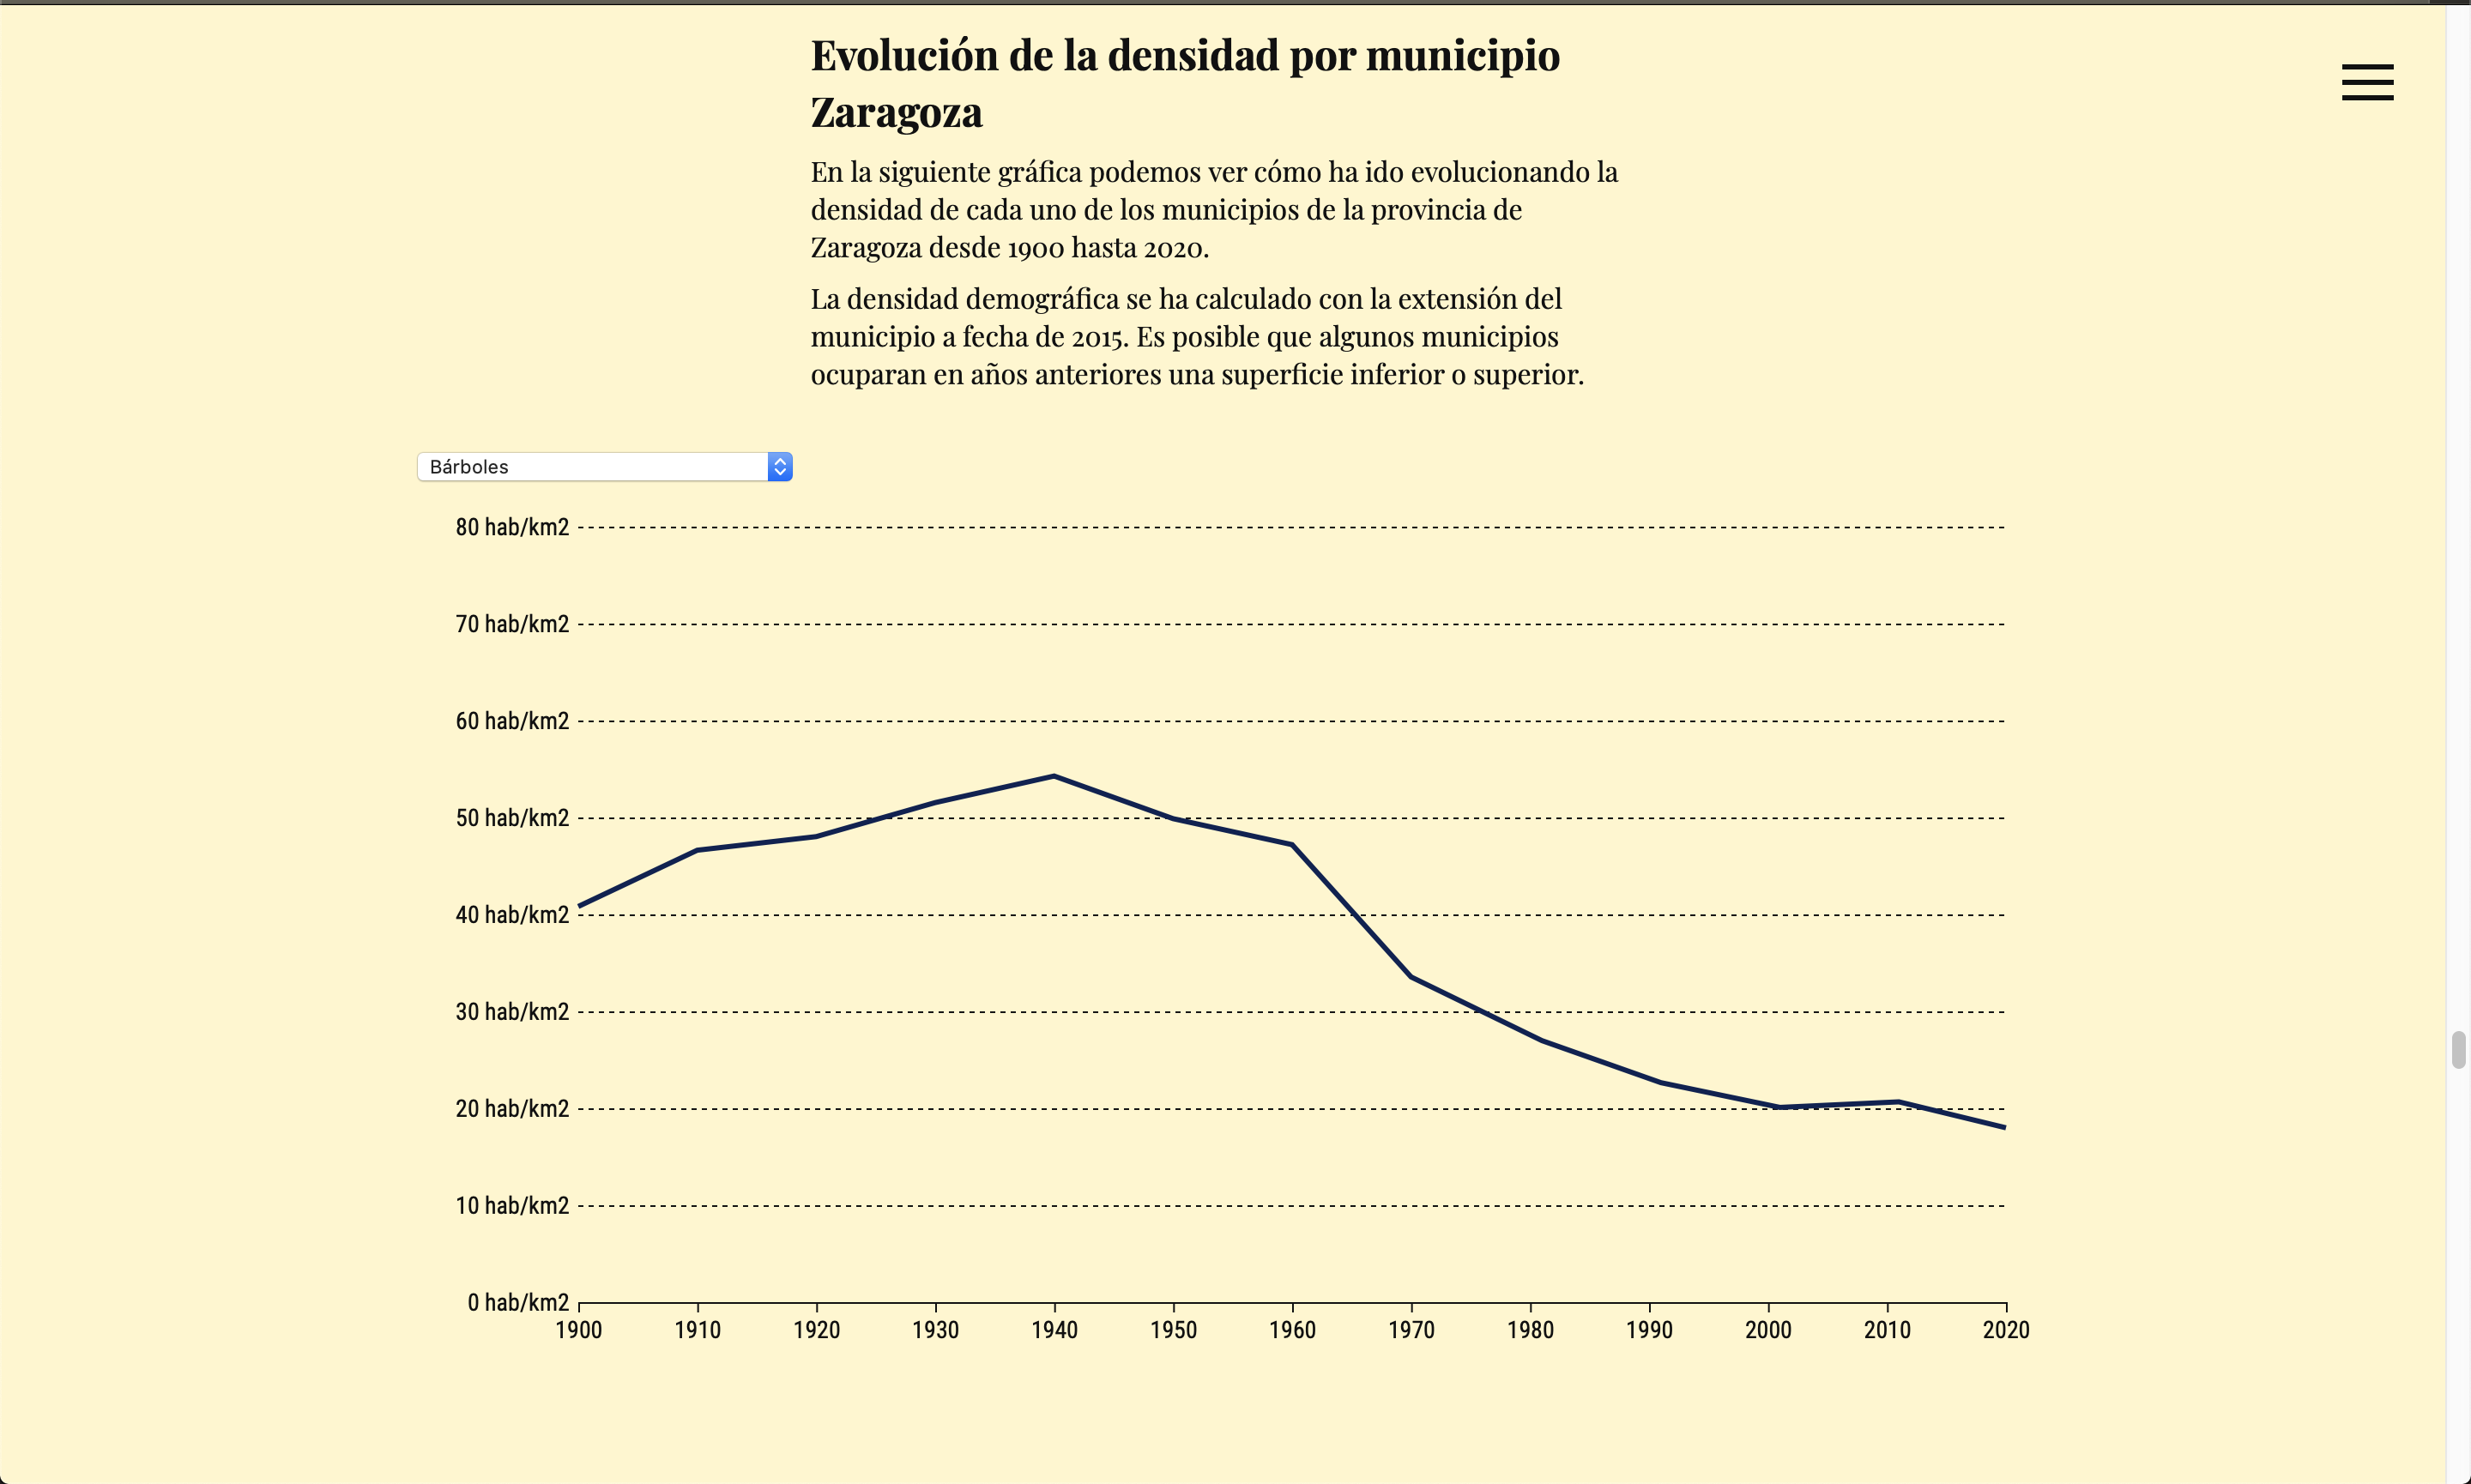 Evolución de la densidad por municipio
Zaragoza
En la siguiente gráfica podemos ver cómo ha ido evolucionando la
densidad de cada uno de los municipios de la provincia de
Zaragoza desde 1900 hasta 2020.
La densidad demográfica se ha calculado con la extensión del
municipio a fecha de 2015. Es posible que algunos municipios
ocuparan en años anteriores una superficie inferior o superior.
Bárboles
80 hab/km2
70 hab/km2
60 hab/km2
50 hab/km2
40 hab/km2
30 hab/km2
20 hab/km2
10 hab/km2
0 hab/km2
1900 1910 1920 1930 1940 1950 1960 1970 1980 1990 2000 2010 2020